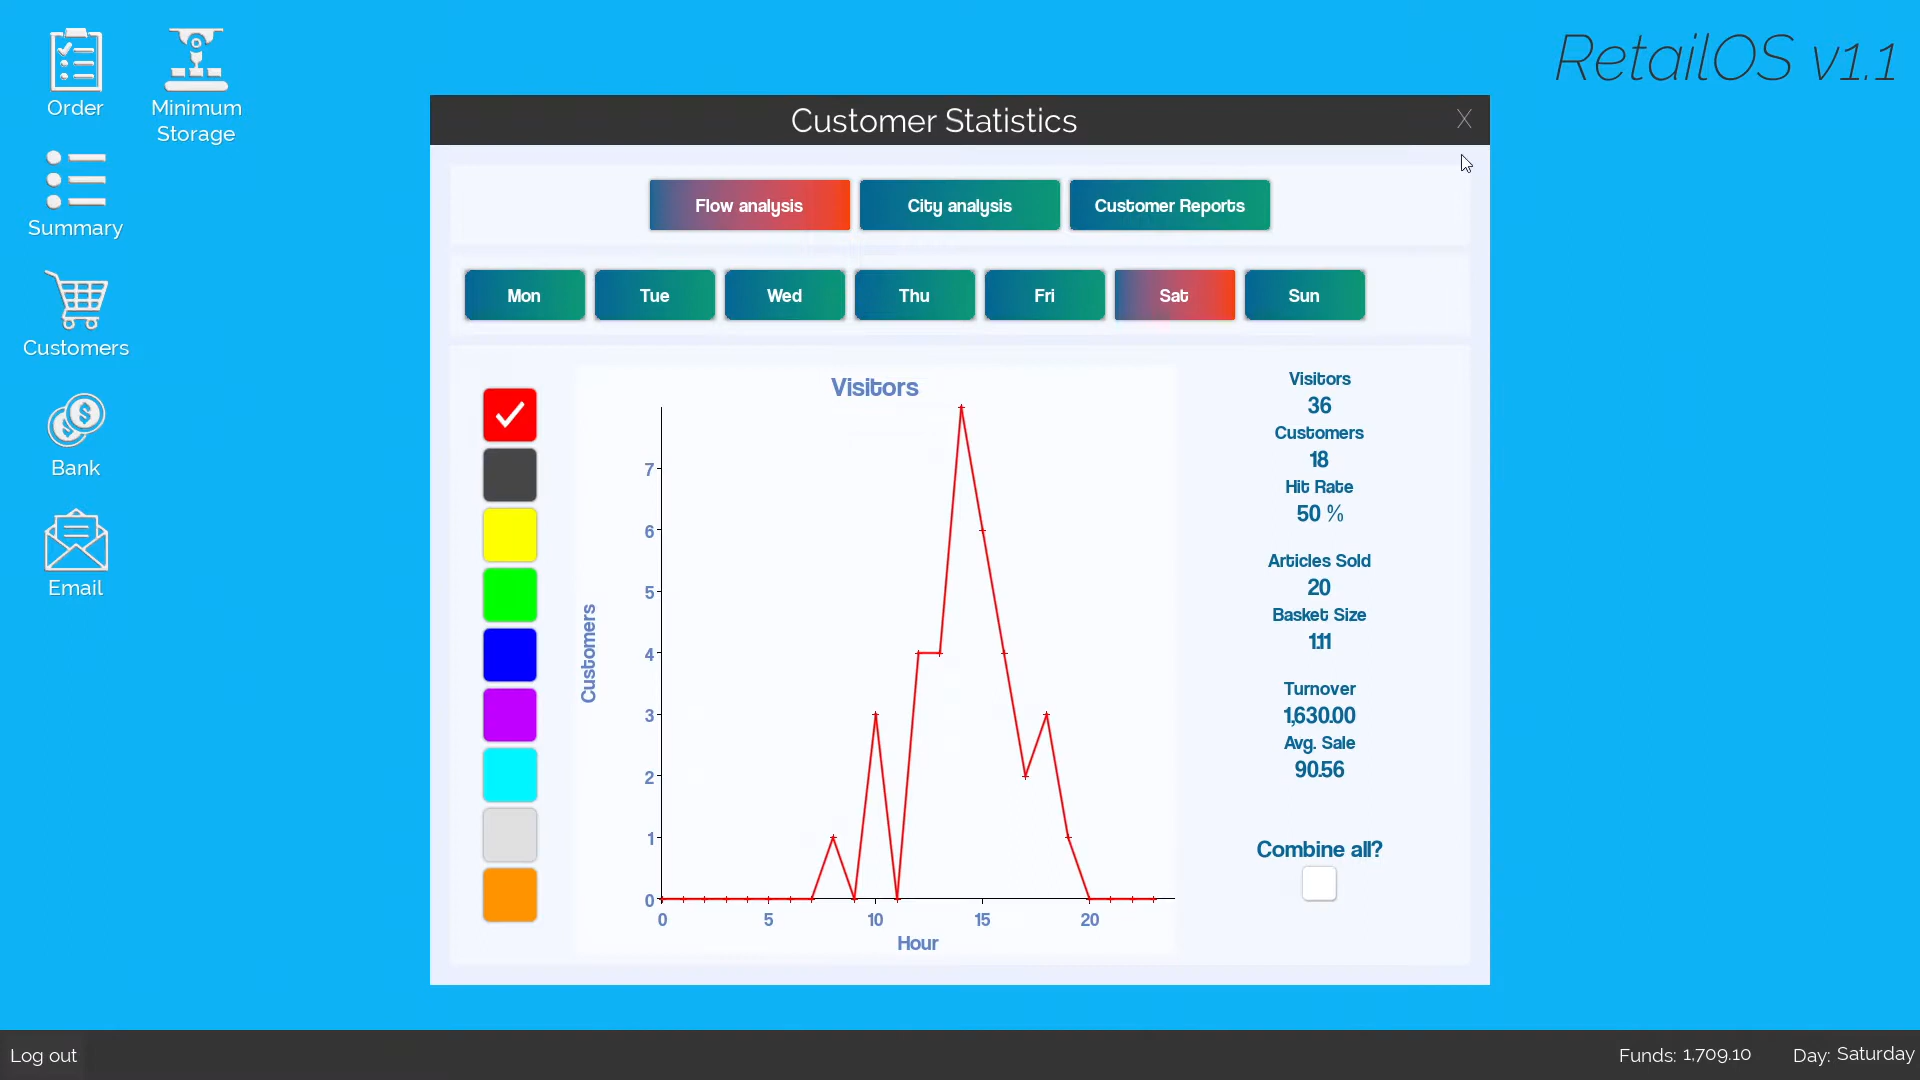 RetailOS v1.1
Order
Minimum
Storage
Summary
Customers
Bank
Email
Customer Statistics
X
Flow analysis
City analysis
Customer Reports
Mon
Tue
Wed
Thu
Fri
Sat
Sun
Visitors
7
6
5
4
3
2
1
0
Customers
0
5
10
15
20
Hour
Visitors
36
Customers
18
Hit Rate
50 %
Articles Sold
20
Basket Size
1.11
Turnover
1,630.00
Avg. Sale
90.56
Combine all?
Log out
Funds: 1,709.10
Day: Saturday